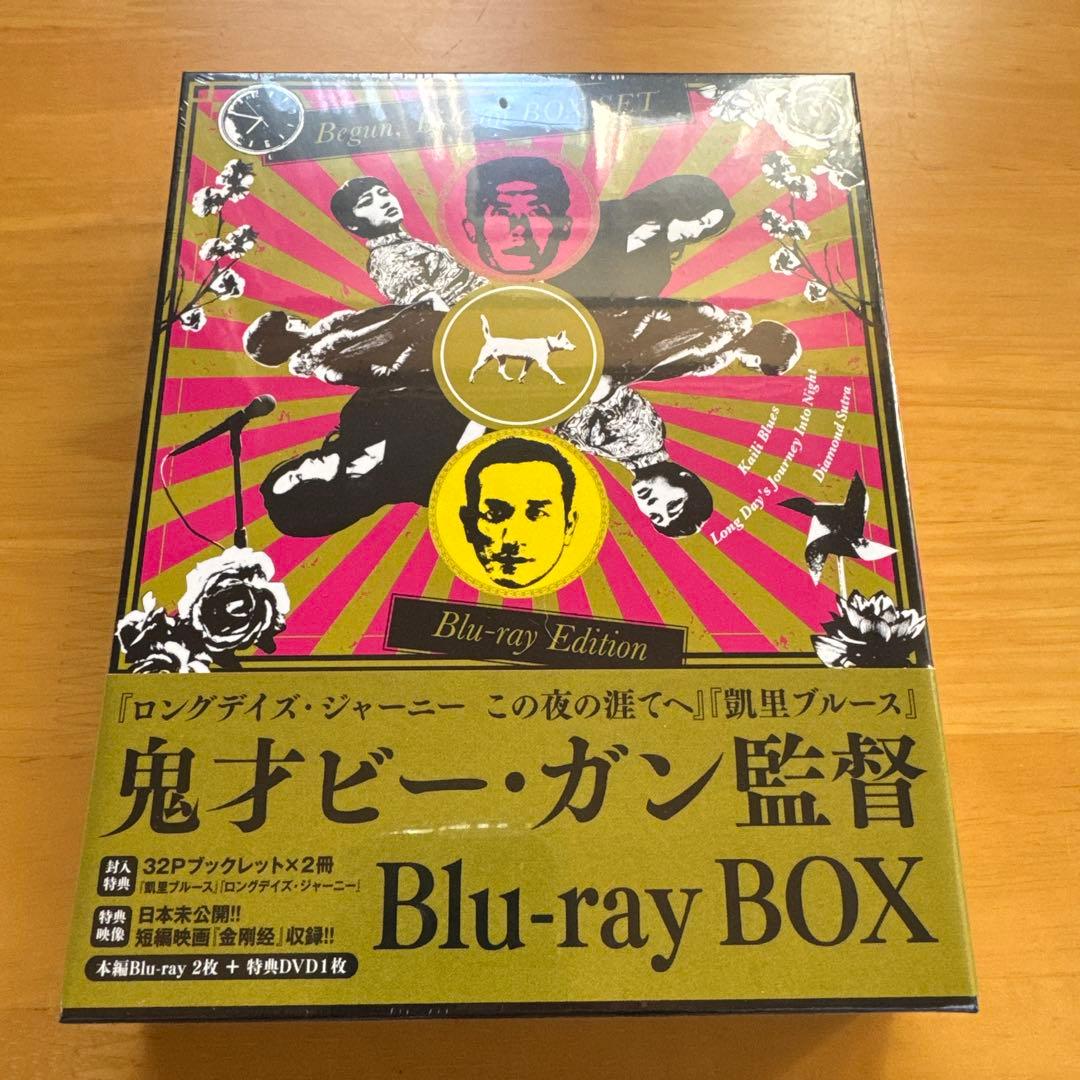 Begun, Bi Gan BOX SET
Kaili Blues
Long Day's Journey Into Night
Diamond Sutra
Blu-ray Edition
『ロングデイズ・ジャーニー この夜の涯てへ』『凱里ブルース』
鬼才ビー・ガン監督
封入特典 32Pブックレット×2冊
『凱里ブルース』『ロングデイズ・ジャーニー』
特典映像 日本未公開!!
短編映画『金剛经』収録!!
Blu-ray BOX
本編Blu-ray 2枚 + 特典DVD1枚